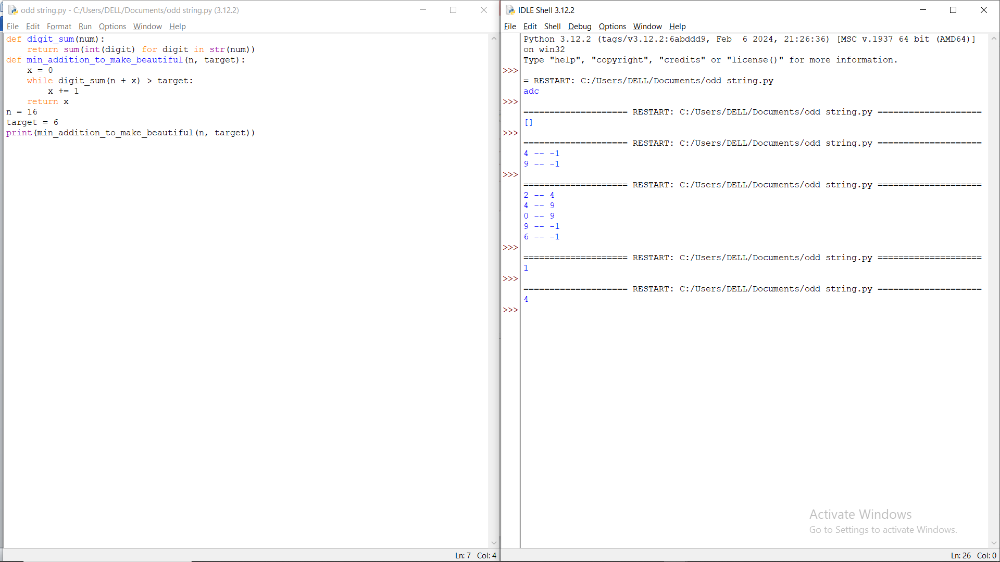 odd string.py - C:/Users/DELL/Documents/odd string.py (3.12.2)
File Edit Format Run Options Window Help
def digit_sum(num):
    return sum(int(digit) for digit in str(num))
def min_addition_to_make_beautiful(n, target):
    x = 0
    while digit_sum(n + x) > target:
        x += 1
    return x
n = 16
target = 6
print(min_addition_to_make_beautiful(n, target))
Ln: 7 Col: 4
IDLE Shell 3.12.2
File Edit Shell Debug Options Window Help
Python 3.12.2 (tags/v3.12.2:6abddd9, Feb  6 2024, 21:26:36) [MSC v.1937 64 bit (AMD64)]
on win32
Type "help", "copyright", "credits" or "license()" for more information.
>>>
= RESTART: C:/Users/DELL/Documents/odd string.py
adc
>>>
==================== RESTART: C:/Users/DELL/Documents/odd string.py ====================
[]
>>>
==================== RESTART: C:/Users/DELL/Documents/odd string.py ====================
4 -- -1
9 -- -1
>>>
==================== RESTART: C:/Users/DELL/Documents/odd string.py ====================
2 -- 4
4 -- 9
0 -- 9
9 -- -1
6 -- -1
>>>
==================== RESTART: C:/Users/DELL/Documents/odd string.py ====================
1
>>>
==================== RESTART: C:/Users/DELL/Documents/odd string.py ====================
4
>>>
Activate Windows
Go to Settings to activate Windows.
Ln: 26 Col: 0